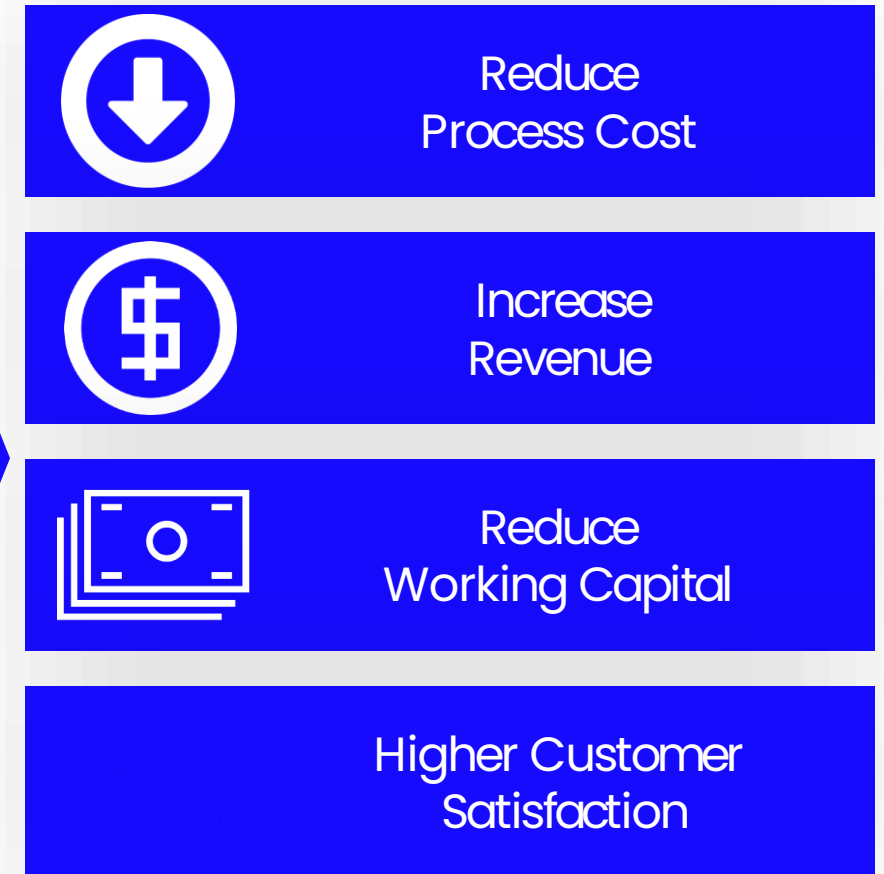 Reduce
Process Cost
Increase
Revenue
Reduce
Working Capital
Higher Customer
Satisfaction